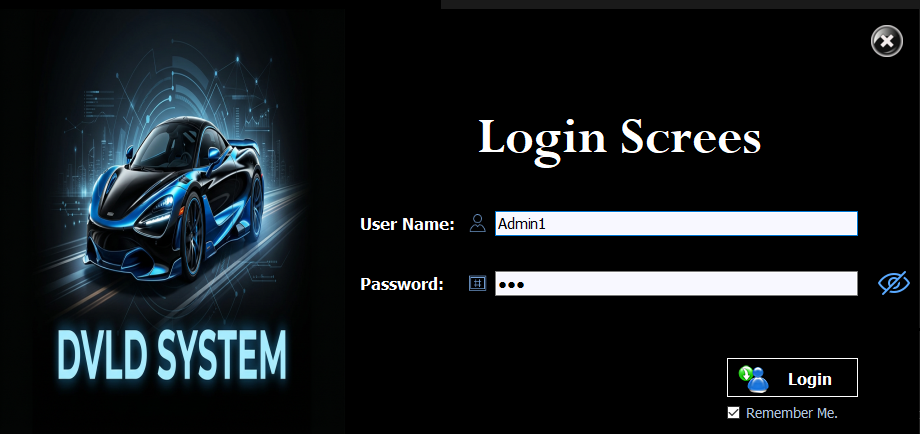 Login Screes
User Name:
Admin1
Password:
●●●
DVLD SYSTEM
Login
Remember Me.